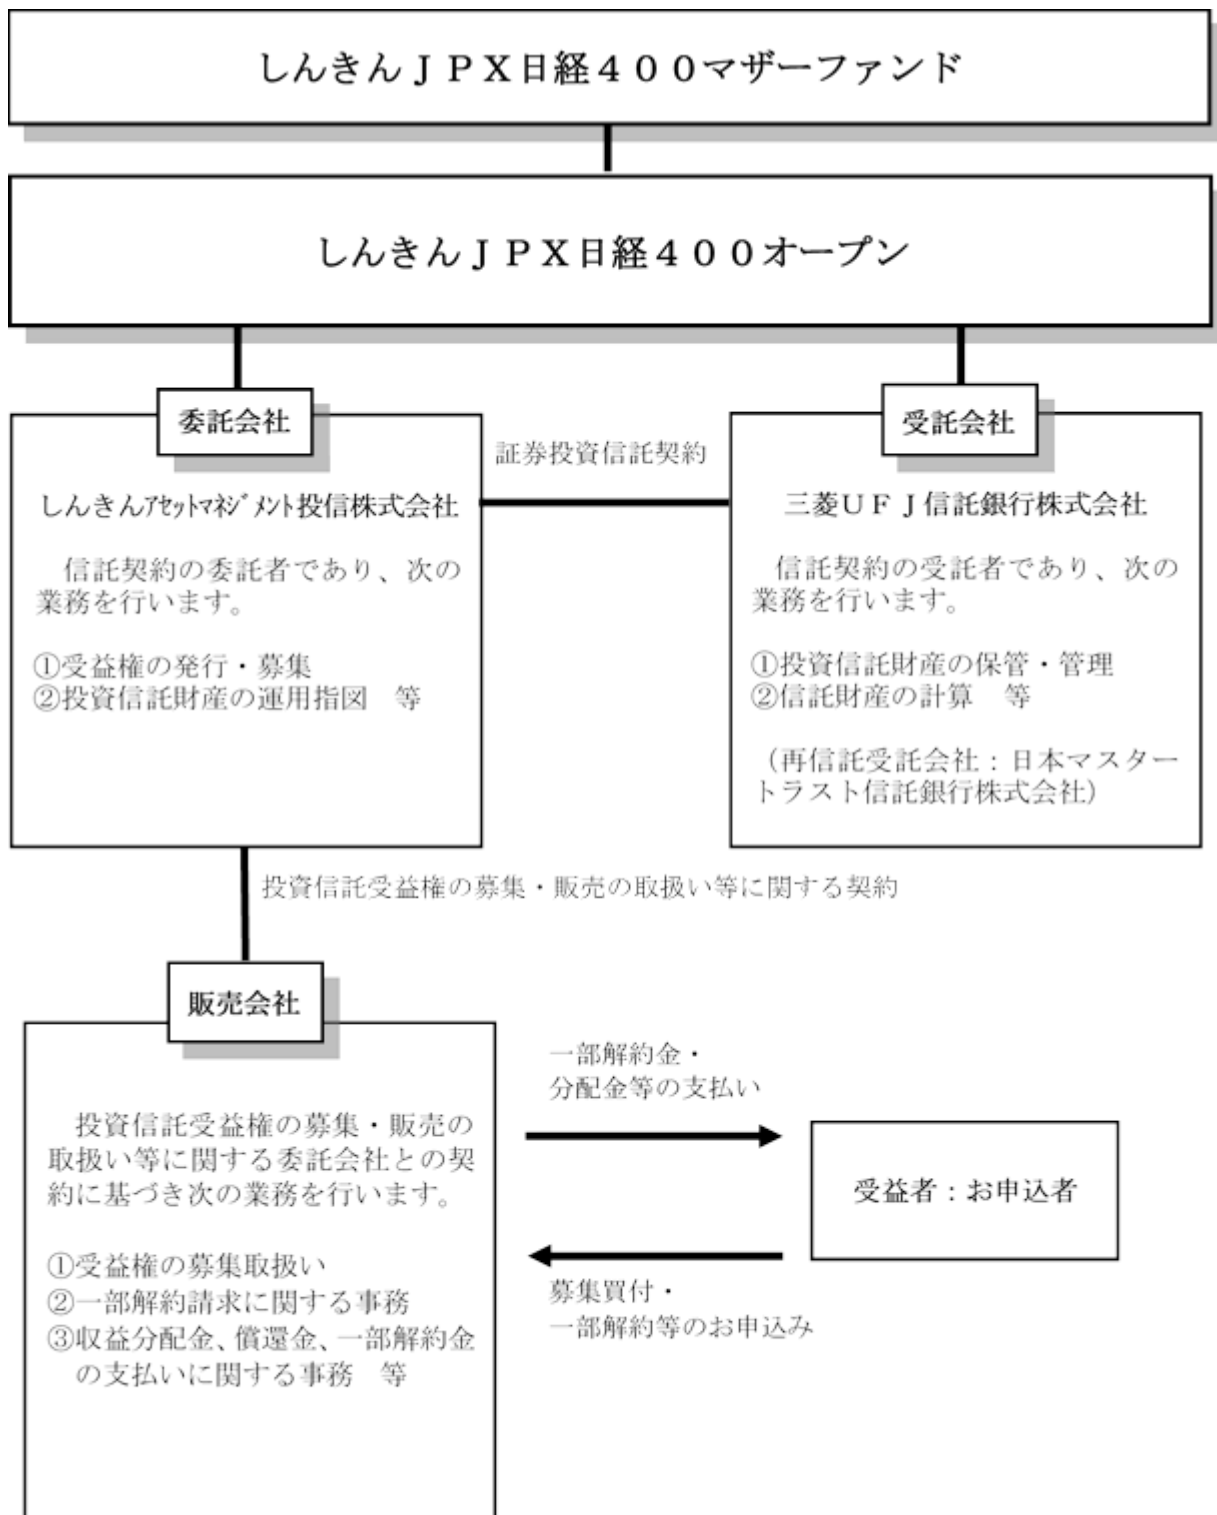 しんきんＪＰＸ日経４００マザーファンド
しんきんＪＰＸ日経４００オープン
委託会社
しんきんｱｾｯﾄﾏﾈｼﾞﾒﾝﾄ投信株式会社
信託契約の委託者であり、次の
業務を行います。
①受益権の発行・募集
②投資信託財産の運用指図　等
証券投資信託契約
受託会社
三菱ＵＦＪ信託銀行株式会社
信託契約の受託者であり、次の
業務を行います。
①投資信託財産の保管・管理
②信託財産の計算　等
（再信託受託会社：日本マスター
トラスト信託銀行株式会社）
投資信託受益権の募集・販売の取扱い等に関する契約
販売会社
投資信託受益権の募集・販売の
取扱い等に関する委託会社との契
約に基づき次の業務を行います。
①受益権の募集取扱い
②一部解約請求に関する事務
③収益分配金、償還金、一部解約金
の支払いに関する事務　等
一部解約金・
分配金等の支払い
受益者：お申込者
募集買付・
一部解約等のお申込み